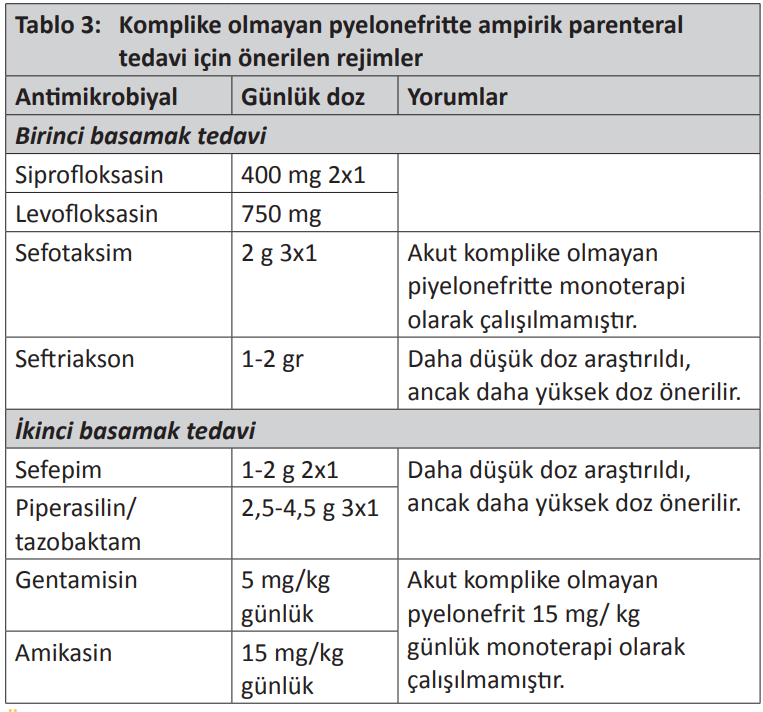 Tablo 3: Komplike olmayan pyelonefritte ampirik parenteral
tedavi için önerilen rejimler
Antimikrobiyal Günlük doz Yorumlar
Birinci basamak tedavi
Siprofloksasin 400 mg 2x1
Levofloksasin 750 mg
Sefotaksim 2 g 3x1 Akut komplike olmayan
piyelonefritte monoterapi
olarak çalışılmamıştır.
Seftriakson 1-2 gr Daha düşük doz araştırıldı,
ancak daha yüksek doz önerilir.
İkinci basamak tedavi
Sefepim 1-2 g 2x1 Daha düşük doz araştırıldı,
ancak daha yüksek doz önerilir.
Piperasilin/ 2,5-4,5 g 3x1
tazobaktam
Gentamisin 5 mg/kg Akut komplike olmayan
günlük pyelonefrit 15 mg/ kg
günlük monoterapi olarak
çalışılmamıştır.
Amikasin 15 mg/kg
günlük